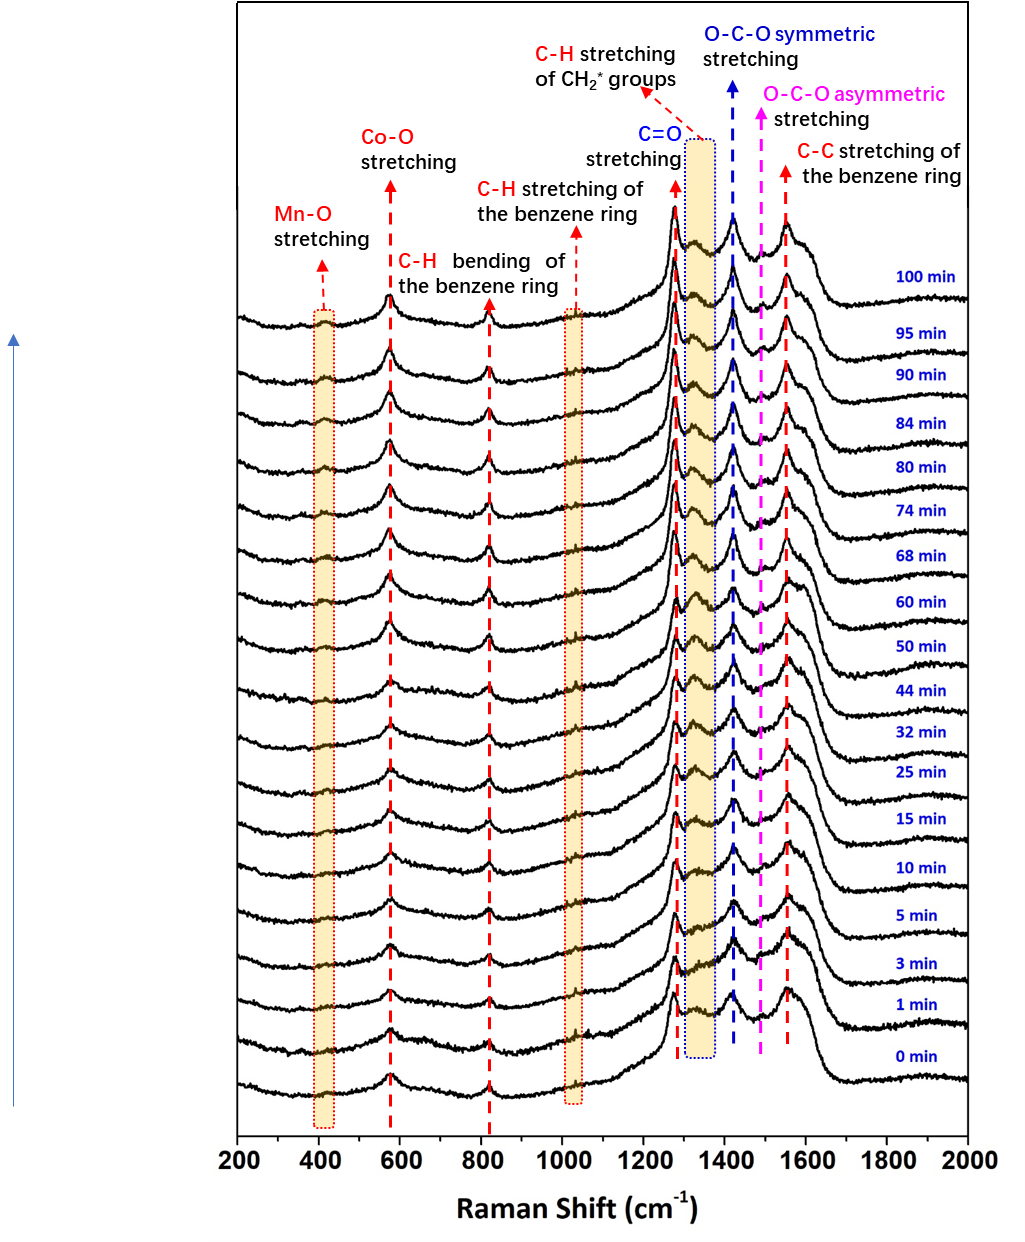 O-C-O symmetric
stretching
C-H stretching
of CH₂* groups
O-C-O asymmetric
stretching
C=O
stretching
Co-O
stretching
C-C stretching of
the benzene ring
C-H stretching of
the benzene ring
Mn-O
stretching
C-H bending of
the benzene ring
100 min
95 min
90 min
84 min
80 min
74 min
68 min
60 min
50 min
44 min
32 min
25 min
15 min
10 min
5 min
3 min
1 min
0 min
200 400 600 800 1000 1200 1400 1600 1800 2000
Raman Shift (cm⁻¹)